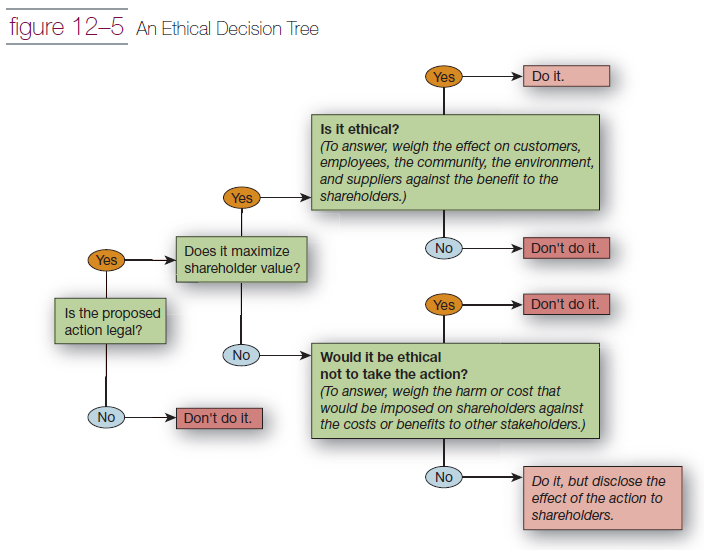 figure 12–5 An Ethical Decision Tree
Yes
Do it.
Is it ethical?
(To answer, weigh the effect on customers,
employees, the community, the environment,
and suppliers against the benefit to the
shareholders.)
Yes
No
Don't do it.
Does it maximize
shareholder value?
Yes
Is the proposed
action legal?
No
Don't do it.
No
Yes
Don't do it.
Would it be ethical
not to take the action?
(To answer, weigh the harm or cost that
would be imposed on shareholders against
the costs or benefits to other stakeholders.)
No
Do it, but disclose the
effect of the action to
shareholders.